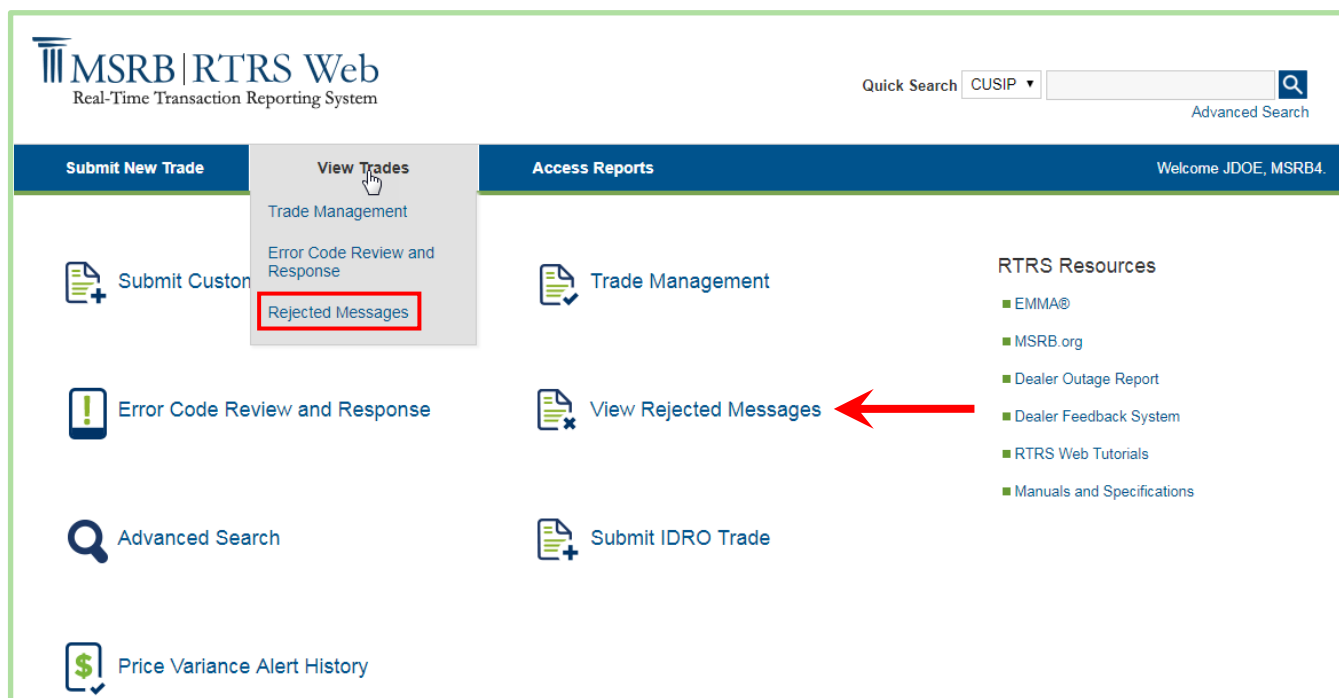 MSRB|RTRS Web
Real-Time Transaction Reporting System
Quick Search CUSIP
Advanced Search
Submit New Trade View Trades Access Reports Welcome JDOE, MSRB4.
Trade Management
Error Code Review and
Response
Rejected Messages
Submit Custom
Trade Management
Error Code Review and Response
View Rejected Messages
Advanced Search
Submit IDRO Trade
Price Variance Alert History
RTRS Resources
EMMA®
MSRB.org
Dealer Outage Report
Dealer Feedback System
RTRS Web Tutorials
Manuals and Specifications